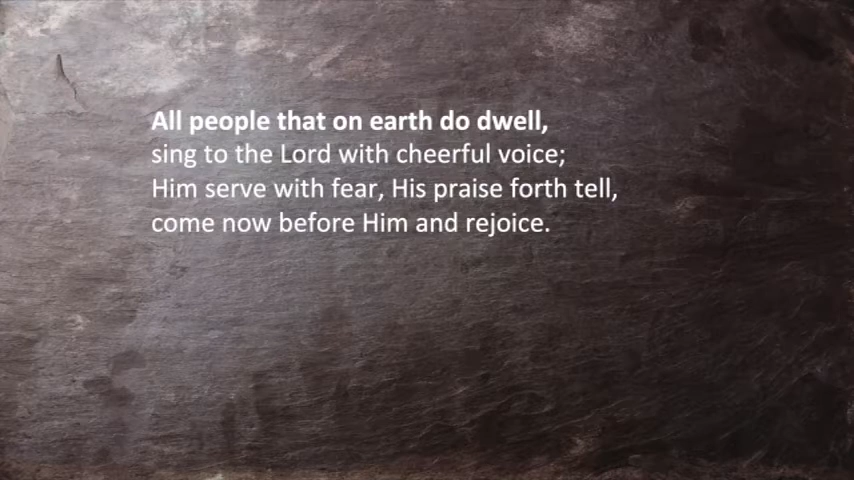 All people that on earth do dwell,
sing to the Lord with cheerful voice;
Him serve with fear, His praise forth tell,
come now before Him and rejoice.